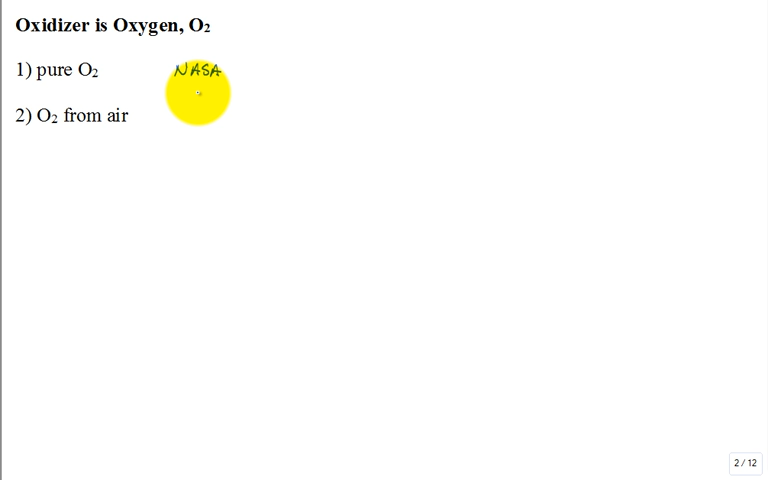 Oxidizer is Oxygen, O₂
1) pure O₂ NASA
2) O₂ from air
2 / 12